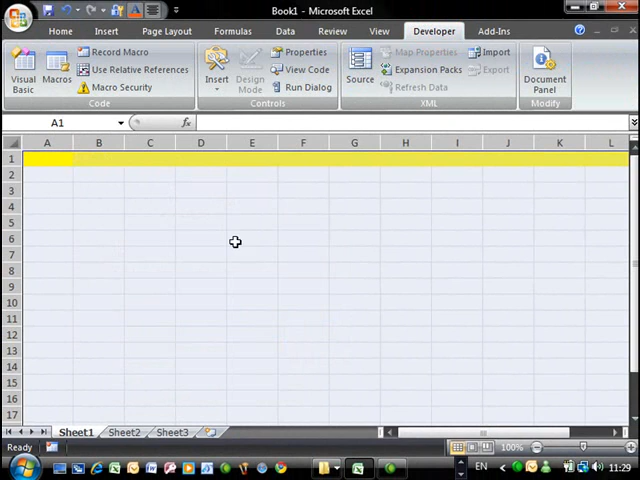 Book1 - Microsoft Excel
Home Insert Page Layout Formulas Data Review View Developer Add-Ins
Visual Basic Macros Record Macro Use Relative References Macro Security Code
Insert Design Mode Properties View Code Run Dialog Controls
Source Map Properties Expansion Packs Refresh Data Import Export XML
Document Panel Modify
A1 fx
A B C D E F G H I J K L
1
2
3
4
5
6
7
8
9
10
11
12
13
14
15
16
17
Sheet1 Sheet2 Sheet3
Ready 100%
EN 11:29